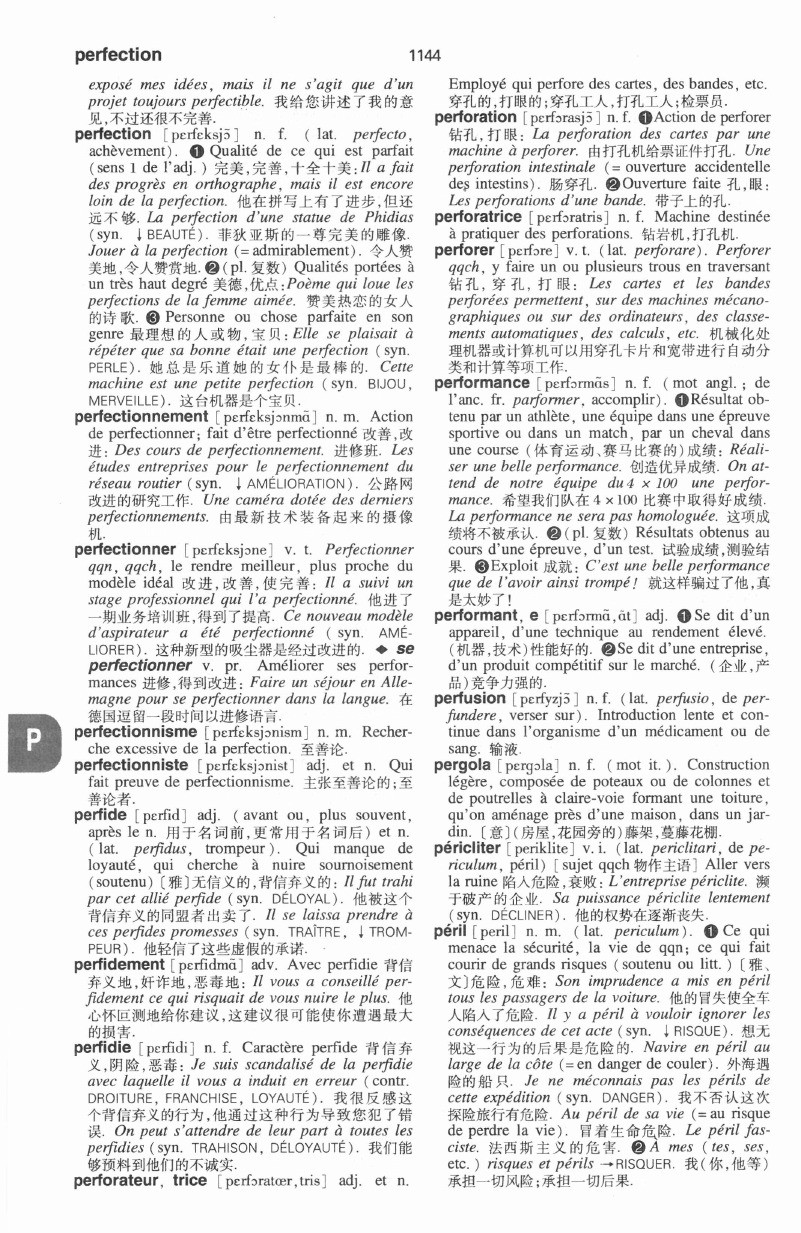 perfection
1144
exposé mes idées, mais il ne s'agit que d'un
projet toujours perfectible. 我给您讲述了我的意
见,不过还很不完善.
perfection [pɛrfɛksjɔ̃] n. f. ( lat. perfecto,
achèvement). ❶ Qualité de ce qui est parfait
(sens 1 de l'adj. ) 完美,完善,十全十美: Il a fait
des progrès en orthographe, mais il est encore
loin de la perfection. 他在拼写上有了进步,但还
远不够. La perfection d'une statue de Phidias
(syn. ↓BEAUTÉ). 菲狄亚斯的一尊完美的雕像.
Jouer à la perfection (= admirablement). 令人赞
美地,令人赞赏地. ❷(pl. 复数) Qualités portées à
un très haut degré 美德,优点: Poème qui loue les
perfections de la femme aimée. 赞美热恋的女人
的诗歌. ❸ Personne ou chose parfaite en son
genre 最理想的人或物,宝贝: Elle se plaisait à
répéter que sa bonne était une perfection (syn.
PERLE). 她总是乐道她的女仆是最棒的. Cette
machine est une petite perfection ( syn. BIJOU,
MERVEILLE). 这台机器是个宝贝.
perfectionnement [pɛrfɛksjɔnmɑ̃] n. m. Action
de perfectionner; fait d'être perfectionné 改善,改
进: Des cours de perfectionnement. 进修班. Les
études entreprises pour le perfectionnement du
réseau routier (syn. ↓AMÉLIORATION). 公路网
改进的研究工作. Une caméra dotée des derniers
perfectionnements. 由最新技术装备起来的摄像
机.
perfectionner [pɛrfɛksjɔne] v. t. Perfectionner
qqn, qqch, le rendre meilleur, plus proche du
modèle idéal 改进,改善,使完善: Il a suivi un
stage professionnel qui l'a perfectionné. 他进了
一期业务培训班,得到了提高. Ce nouveau modèle
d'aspirateur a été perfectionné ( syn. AMÉ-
LIORER). 这种新型的吸尘器是经过改进的. ◆ se
perfectionner v. pr. Améliorer ses perfor-
mances 进修,得到改进: Faire un séjour en Alle-
magne pour se perfectionner dans la langue. 在
德国逗留一段时间以进修语言.
perfectionnisme [pɛrfɛksjɔnism] n. m. Recher-
che excessive de la perfection. 至善论.
perfectionniste [pɛrfɛksjɔnist] adj. et n. Qui
fait preuve de perfectionnisme. 主张至善论的;至
善论者.
perfide [pɛrfid] adj. ( avant ou, plus souvent,
après le n. 用于名词前,更常用于名词后) et n.
( lat. perfidus, trompeur). Qui manque de
loyauté, qui cherche à nuire sournoisement
(soutenu) [雅]无信义的,背信弃义的: Il fut trahi
par cet allié perfide (syn. DÉLOYAL). 他被这个
背信弃义的同盟者出卖了. Il se laissa prendre à
ces perfides promesses (syn. TRAÎTRE, ↓TROM-
PEUR). 他轻信了这些虚假的承诺.
perfidement [pɛrfidmɑ̃] adv. Avec perfidie 背信
弃义地,奸诈地,恶毒地: Il vous a conseillé per-
fidement ce qui risquait de vous nuire le plus. 他
心怀叵测地给你建议,这建议很可能使你遭遇最大
的损害.
perfidie [pɛrfidi] n. f. Caractère perfide 背信弃
义,阴险,恶毒: Je suis scandalisé de la perfidie
avec laquelle il vous a induit en erreur (contr.
DROITURE, FRANCHISE, LOYAUTÉ). 我很反感这
个背信弃义的行为,他通过这种行为导致您犯了错
误. On peut s'attendre de leur part à toutes les
perfidies (syn. TRAHISON, DÉLOYAUTÉ). 我们能
够预料到他们的不诚实.
perforateur, trice [pɛrfɔratœr,tris] adj. et n.
P
Employé qui perfore des cartes, des bandes, etc.
穿孔的,打眼的;穿孔工人,打孔工人;检票员.
perforation [pɛrfɔrasjɔ̃] n. f. ❶Action de perforer
钻孔,打眼: La perforation des cartes par une
machine à perforer. 由打孔机给票证件打孔. Une
perforation intestinale (= ouverture accidentelle
des intestins). 肠穿孔. ❷Ouverture faite 孔,眼:
Les perforations d'une bande. 带子上的孔.
perforatrice [pɛrfɔratris] n. f. Machine destinée
à pratiquer des perforations. 钻岩机,打孔机.
perforer [pɛrfɔre] v. t. (lat. perforare). Perforer
qqch, y faire un ou plusieurs trous en traversant
钻孔,穿孔,打眼: Les cartes et les bandes
perforées permettent, sur des machines mécano-
graphiques ou sur des ordinateurs, des classe-
ments automatiques, des calculs, etc. 机械化处
理机器或计算机可以用穿孔卡片和宽带进行自动分
类和计算等项工作.
performance [pɛrfɔrmɑ̃s] n. f. ( mot angl. ; de
l'anc. fr. parformer, accomplir). ❶Résultat ob-
tenu par un athlète, une équipe dans une épreuve
sportive ou dans un match, par un cheval dans
une course (体育运动、赛马比赛的)成绩: Réali-
ser une belle performance. 创造优异成绩. On at-
tend de notre équipe du 4 × 100 une perfor-
mance. 希望我们队在 4×100 比赛中取得好成绩.
La performance ne sera pas homologuée. 这项成
绩将不被承认. ❷(pl. 复数) Résultats obtenus au
cours d'une épreuve, d'un test. 试验成绩,测验结
果. ❸Exploit 成就: C'est une belle performance
que de l'avoir ainsi trompé! 就这样骗过了他,真
是太妙了!
performant, e [pɛrfɔrmɑ̃,ɑ̃t] adj. ❶Se dit d'un
appareil, d'une technique au rendement élevé.
(机器,技术)性能好的. ❷Se dit d'une entreprise,
d'un produit compétitif sur le marché. (企业,产
品)竞争力强的.
perfusion [pɛrfyzjɔ̃] n. f. (lat. perfusio, de per-
fundere, verser sur). Introduction lente et con-
tinue dans l'organisme d'un médicament ou de
sang. 输液.
pergola [pɛrgɔla] n. f. ( mot it. ). Construction
légère, composée de poteaux ou de colonnes et
de poutrelles à claire-voie formant une toiture,
qu'on aménage près d'une maison, dans un jar-
din. [意](房屋,花园旁的)藤架,蔓藤花棚.
péricliter [periklite] v. i. (lat. periclitari, de pe-
riculum, péril) [sujet qqch 物作主语] Aller vers
la ruine 陷入危险,衰败: L'entreprise périclite. 濒
于破产的企业. Sa puissance périclite lentement
(syn. DÉCLINER). 他的权势在逐渐丧失.
péril [peril] n. m. ( lat. periculum). ❶ Ce qui
menace la sécurité, la vie de qqn; ce qui fait
courir de grands risques (soutenu ou litt. ) [雅、
文]危险,危难: Son imprudence a mis en péril
tous les passagers de la voiture. 他的冒失使全车
人陷入了危险. Il y a péril à vouloir ignorer les
conséquences de cet acte (syn. ↓RISQUE). 想无
视这一行为的后果是危险的. Navire en péril au
large de la côte (= en danger de couler). 外海遇
险的船只. Je ne méconnais pas les périls de
cette expédition (syn. DANGER). 我不否认这次
探险旅行有危险. Au péril de sa vie (= au risque
de perdre la vie). 冒着生命危险. Le péril fas-
ciste. 法西斯主义的危害. ❷ À mes ( tes, ses,
etc. ) risques et périls →RISQUER. 我(你,他等)
承担一切风险;承担一切后果.